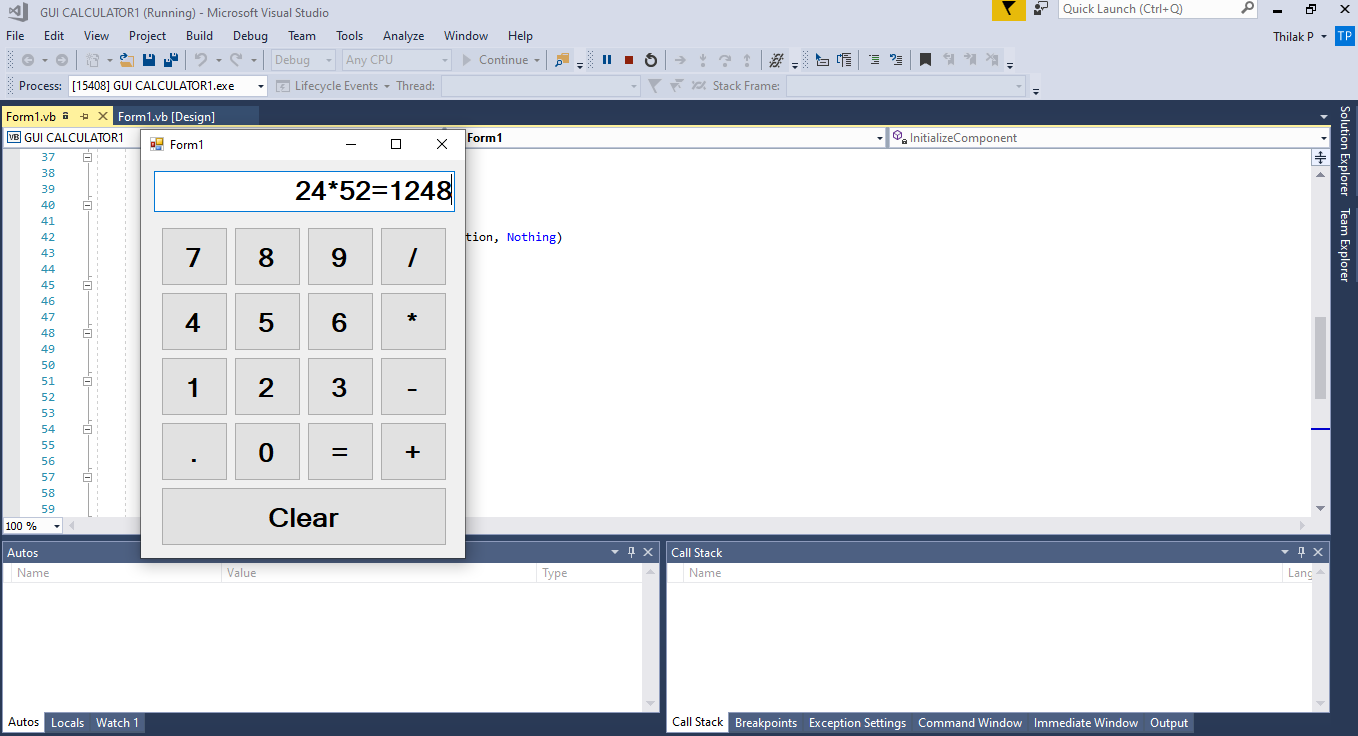 GUI CALCULATOR1 (Running) - Microsoft Visual Studio
Quick Launch (Ctrl+Q)
File Edit View Project Build Debug Team Tools Analyze Window Help
Thilak P TP
Debug Any CPU Continue
Process: [15408] GUI CALCULATOR1.exe Lifecycle Events Thread: Stack Frame:
Form1.vb Form1.vb [Design]
VB GUI CALCULATOR1 Form1 InitializeComponent
Solution Explorer
Team Explorer
Form1
24*52=1248
7 8 9 /
4 5 6 *
1 2 3 -
. 0 = +
Clear
37
38
39
40
41
42 tion, Nothing)
43
44
45
46
47
48
49
50
51
52
53
54
55
56
57
58
59
100 %
Autos
Name Value Type
Autos Locals Watch 1
Call Stack
Name Lang
Call Stack Breakpoints Exception Settings Command Window Immediate Window Output